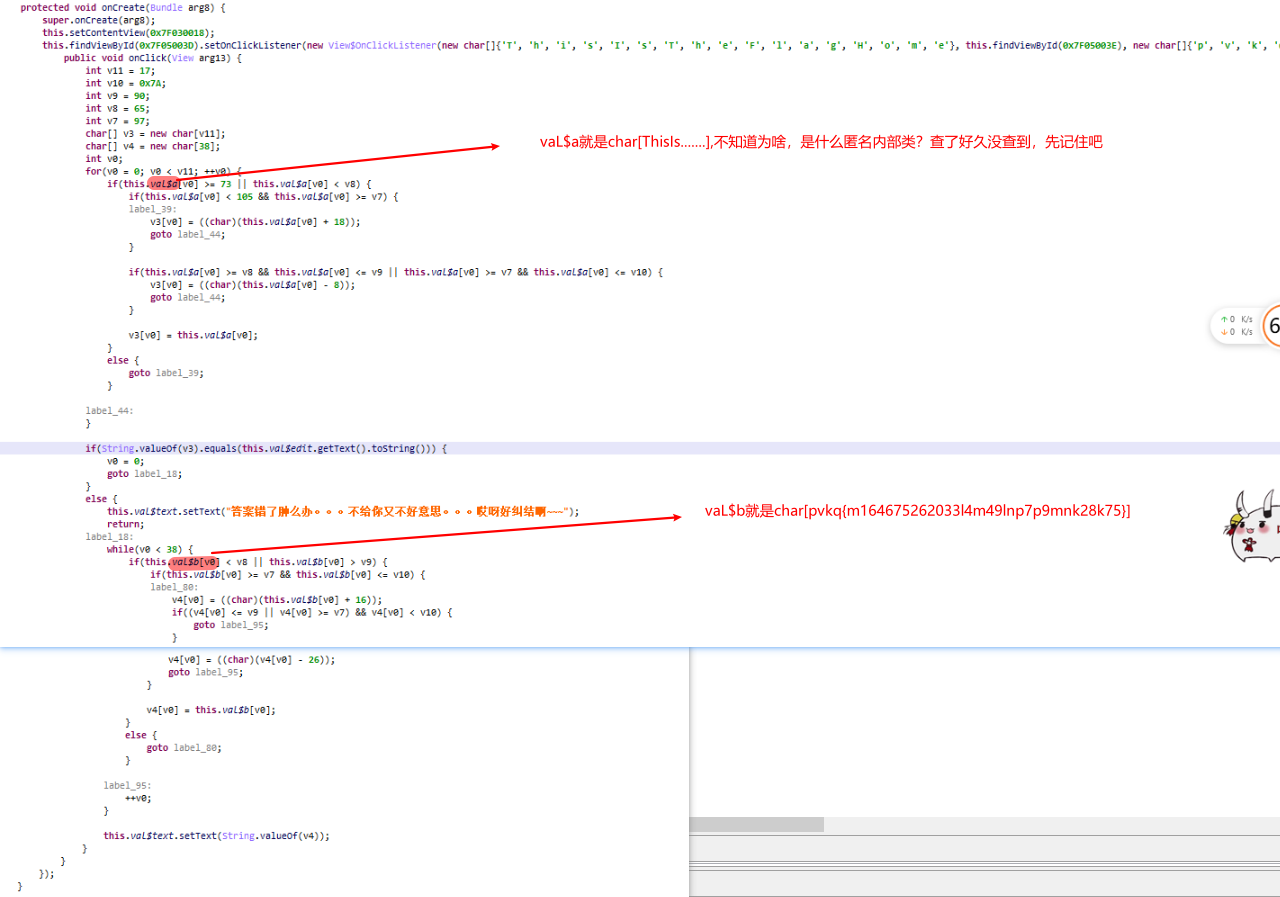 protected void onCreate(Bundle arg8) {
super.onCreate(arg8);
this.setContentView(0x7F030018);
this.findViewById(0x7F05003D).setOnClickListener(new View$OnClickListener(new char[]{'T', 'h', 'i', 's', 'I', 's', 'T', 'h', 'e', 'F', 'l', 'a', 'g', 'H', 'o', 'm', 'e'}, this.findViewById(0x7F05003E), new char[]{'p', 'v', 'k',
public void onClick(View arg13) {
int v11 = 17;
int v10 = 0x7A;
int v9 = 90;
int v8 = 65;
int v7 = 97;
char[] v3 = new char[v11];
char[] v4 = new char[38];
vaL$a就是char[ThisIs.......],不知道为啥，是什么匿名内部类？查了好久没查到，先记住吧
int v0;
for(v0 = 0; v0 < v11; ++v0) {
if(this.val$a[v0] >= 73 || this.val$a[v0] < v8) {
if(this.val$a[v0] < 105 && this.val$a[v0] >= v7) {
label_39:
v3[v0] = ((char)(this.val$a[v0] + 18));
goto label_44;
}
if(this.val$a[v0] >= v8 && this.val$a[v0] <= v9 || this.val$a[v0] >= v7 && this.val$a[v0] <= v10) {
v3[v0] = ((char)(this.val$a[v0] - 8));
goto label_44;
}
v3[v0] = this.val$a[v0];
}
else {
goto label_39;
}
label_44:
}
if(String.valueOf(v3).equals(this.val$edit.getText().toString())) {
v0 = 0;
goto label_18;
}
else {
this.val$text.setText("答案错了肿么办。。。不给你又不好意思。。。哎呀好纠结啊~~~");
return;
vaL$b就是char[pvkq{m164675262033l4m49lnp7p9mnk28k75}]
label_18:
while(v0 < 38) {
if(this.val$b[v0] < v8 || this.val$b[v0] > v9) {
if(this.val$b[v0] >= v7 && this.val$b[v0] <= v10) {
label_80:
v4[v0] = ((char)(this.val$b[v0] + 16));
if((v4[v0] <= v9 || v4[v0] >= v7) && v4[v0] < v10) {
goto label_95;
}
v4[v0] = ((char)(v4[v0] - 26));
goto label_95;
}
v4[v0] = this.val$b[v0];
}
else {
goto label_80;
}
label_95:
++v0;
}
this.val$text.setText(String.valueOf(v4));
}
}
});
}
↑ 0 K/s
↓ 0 K/s
6